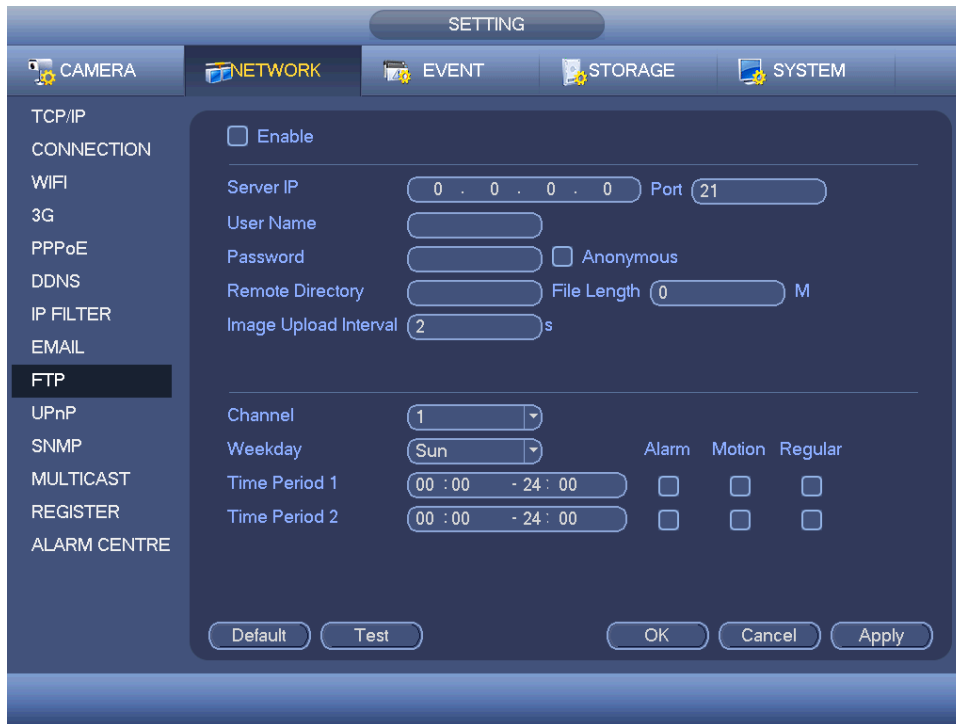 SETTING
CAMERA NETWORK EVENT STORAGE SYSTEM
TCP/IP
CONNECTION
WIFI
3G
PPPoE
DDNS
IP FILTER
EMAIL
FTP
UPnP
SNMP
MULTICAST
REGISTER
ALARM CENTRE
Enable
Server IP 0 . 0 . 0 . 0 Port 21
User Name
Password Anonymous
Remote Directory File Length 0 M
Image Upload Interval 2 s
Channel 1
Weekday Sun Alarm Motion Regular
Time Period 1 00 : 00 - 24 : 00
Time Period 2 00 : 00 - 24 : 00
Default Test OK Cancel Apply